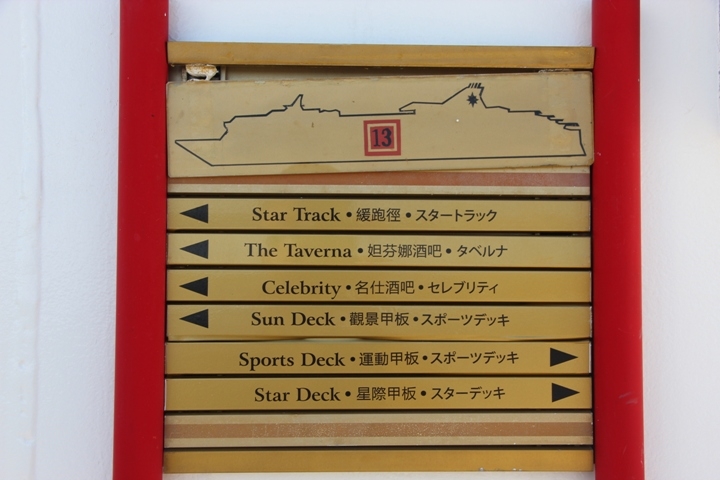 13
Star Track • 緩跑徑 • スタートラック
The Taverna • 妲芬娜酒吧 • タベルナ
Celebrity • 名仕酒吧 • セレブリティ
Sun Deck • 觀景甲板 • スポーツデッキ
Sports Deck • 運動甲板 • スポーツデッキ
Star Deck • 星際甲板 • スターデッキ